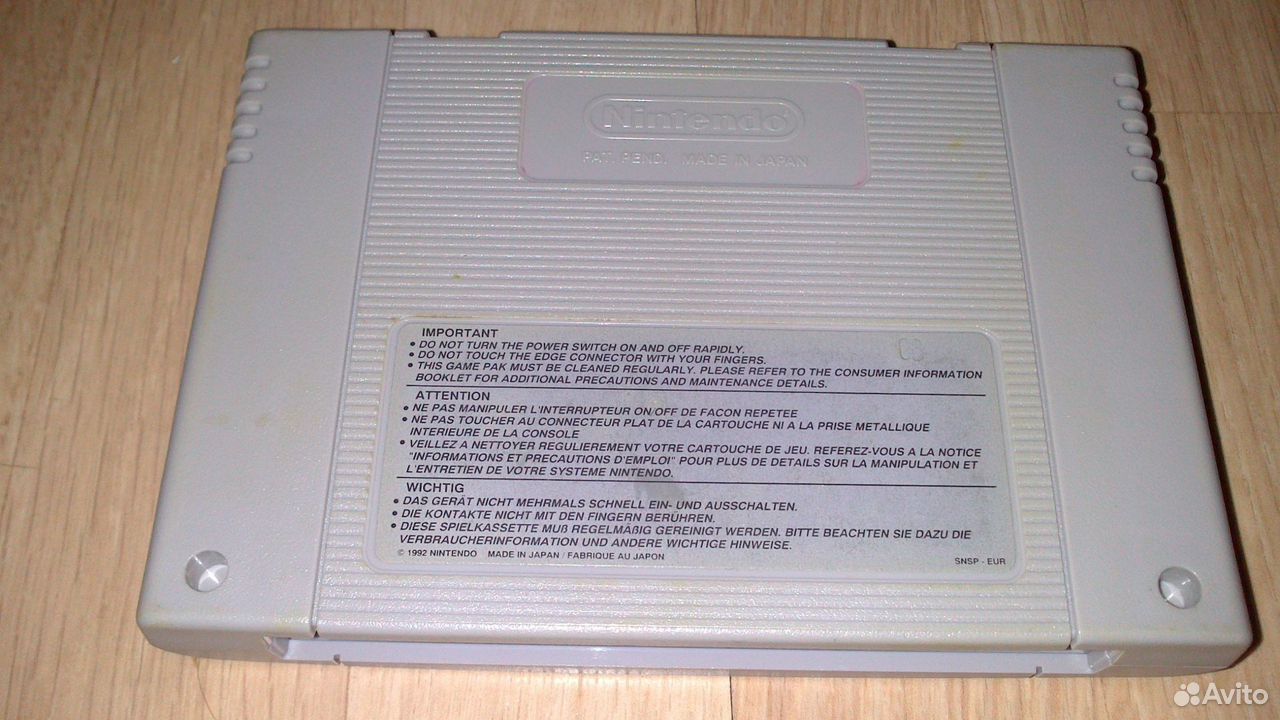 Nintendo
PAT. PEND. MADE IN JAPAN
IMPORTANT
• DO NOT TURN THE POWER SWITCH ON AND OFF RAPIDLY.
• DO NOT TOUCH THE EDGE CONNECTOR WITH YOUR FINGERS.
• THIS GAME PAK MUST BE CLEANED REGULARLY. PLEASE REFER TO THE CONSUMER INFORMATION
BOOKLET FOR ADDITIONAL PRECAUTIONS AND MAINTENANCE DETAILS.
ATTENTION
• NE PAS MANIPULER L'INTERRUPTEUR ON/OFF DE FACON REPETEE
• NE PAS TOUCHER AU CONNECTEUR PLAT DE LA CARTOUCHE NI A LA PRISE METALLIQUE
INTERIEURE DE LA CONSOLE
• VEILLEZ A NETTOYER REGULIEREMENT VOTRE CARTOUCHE DE JEU. REFEREZ-VOUS A LA NOTICE
"INFORMATIONS ET PRECAUTIONS D'EMPLOI" POUR PLUS DE DETAILS SUR LA MANIPULATION ET
L'ENTRETIEN DE VOTRE SYSTEME NINTENDO.
WICHTIG
• DAS GERÄT NICHT MEHRMALS SCHNELL EIN- UND AUSSCHALTEN.
• DIE KONTAKTE NICHT MIT DEN FINGERN BERÜHREN.
• DIESE SPIELKASSETTE MUß REGELMÄßIG GEREINIGT WERDEN. BITTE BEACHTEN SIE DAZU DIE
VERBRAUCHERINFORMATION UND ANDERE WICHTIGE HINWEISE.
© 1992 NINTENDO MADE IN JAPAN / FABRIQUE AU JAPON SNSP - EUR
Avito